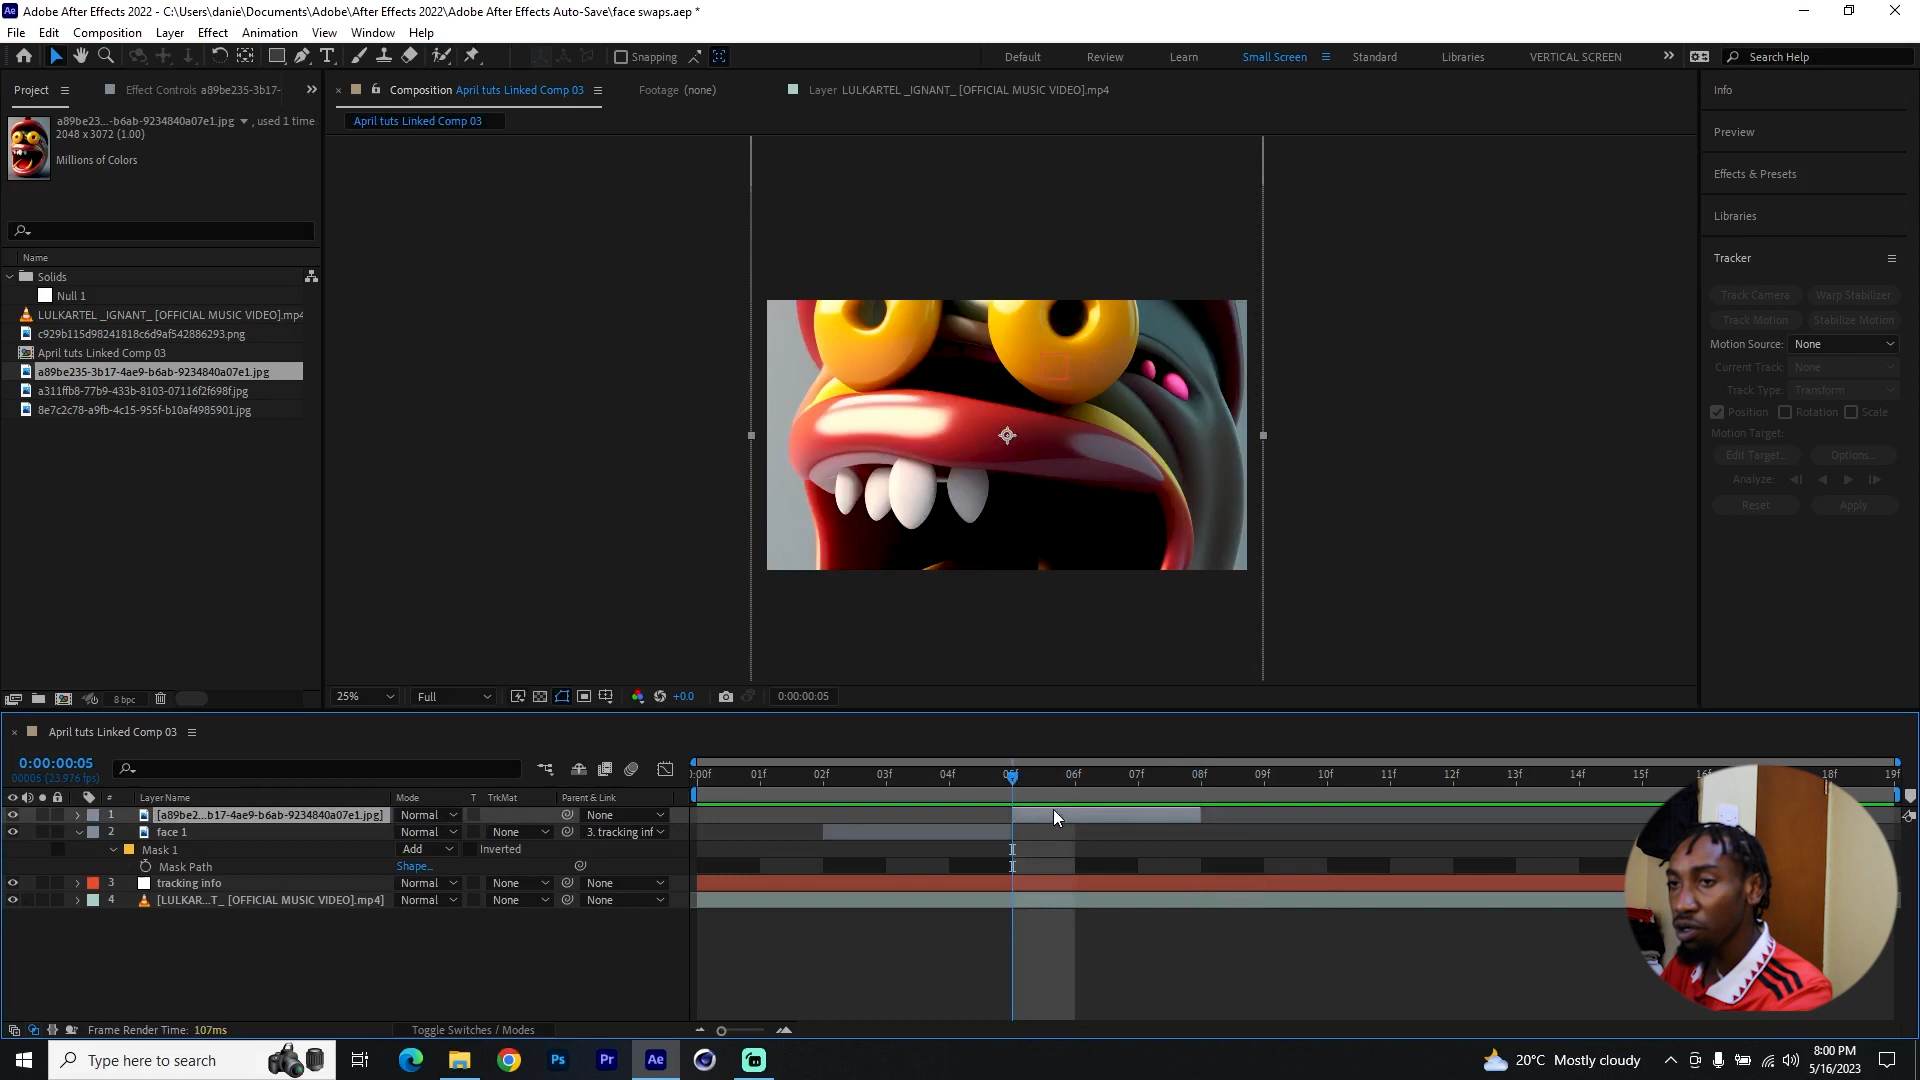 Adobe After Effects 2022 - C:\Users\danie\Documents\Adobe\After Effects 2022\Adobe After Effects Auto-Save\face swaps.aep *
File Edit Composition Layer Effect Animation View Window Help
Snapping Default Review Learn Small Screen Standard Libraries VERTICAL SCREEN Search Help
Project Effect Controls a89be235-3b17- Composition April tuts Linked Comp 03 Footage (none) Layer LULKARTEL _IGNANT_ [OFFICIAL MUSIC VIDEO].mp4 Info
a89be23...-b6ab-9234840a07e1.jpg , used 1 time
2048 x 3072 (1.00)
Millions of Colors
April tuts Linked Comp 03
Preview
Effects & Presets
Libraries
Tracker
Name
Solids
Null 1
LULKARTEL _IGNANT_ [OFFICIAL MUSIC VIDEO].mp4
c929b115d98241818c6d9af542886293.png
April tuts Linked Comp 03
a89be235-3b17-4ae9-b6ab-9234840a07e1.jpg
a311ffb8-77b9-433b-8103-07116f2f698f.jpg
8e7c2c78-a9fb-4c15-955f-b10af4985901.jpg
Track Camera Warp Stabilizer
Track Motion Stabilize Motion
Motion Source: None
Current Track: None
Track Type: Transform
Position Rotation Scale
Motion Target:
Edit Target... Options...
Analyze:
Reset Apply
8 bpc 25% Full +0.0 0:00:00:05
April tuts Linked Comp 03
0:00:00:05
00005 (23.976 fps)
:00f 01f 02f 03f 04f 05f 06f 07f 08f 09f 10f 11f 12f 13f 14f 15f 18f 19f
# Layer Name Mode T TrkMat Parent & Link
1 [a89be2...b17-4ae9-b6ab-9234840a07e1.jpg] Normal None
2 face 1 Normal None 3. tracking inf
Mask 1 Add Inverted
Mask Path Shape...
3 tracking info Normal None None
4 [LULKAR...T_ [OFFICIAL MUSIC VIDEO].mp4] Normal None None
Frame Render Time: 107ms Toggle Switches / Modes
Type here to search Ps Pr Ae 20°C Mostly cloudy 8:00 PM
5/16/2023